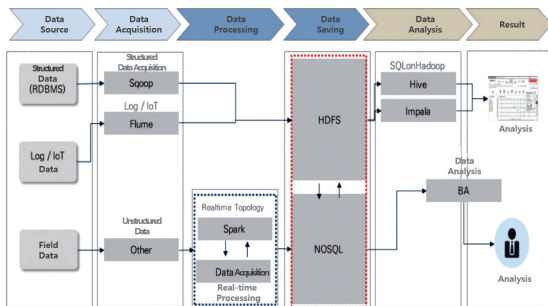 Data
Source
Data
Acquisition
Data
Processing
Data
Saving
Data
Analysis
Result
Structured
Data
(RDBMS)
Log / IoT
Data
Field
Data
Structured
Data Acquisition
Sqoop
Log / IoT
Flume
Unstructured
Data
Other
Realtime Topology
Spark
Data Acquisition
Real-time
Processing
HDFS
NOSQL
SQLonHadoop
Hive
Impala
Data
Analysis
BA
Analysis
Analysis